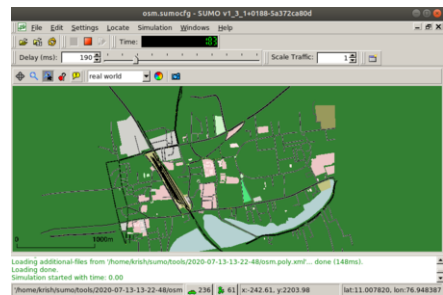 osm.sumocfg - SUMO v1_3_1+0188-5a372ca80d
File Edit Settings Locate Simulation Windows Help
Time:
Delay (ms): 190 Scale Traffic: 1
real world
0 1000m
Loading additional-files from '/home/krish/sumo/tools/2020-07-13-13-22-48/osm.poly.xml'... done (148ms).
Loading done.
Simulation started with time: 0.00
'/home/krish/sumo/tools/2020-07-13-13-22-48/osm 236 61 x:-242.61, y:2203.98 lat:11.007820, lon:76.948387